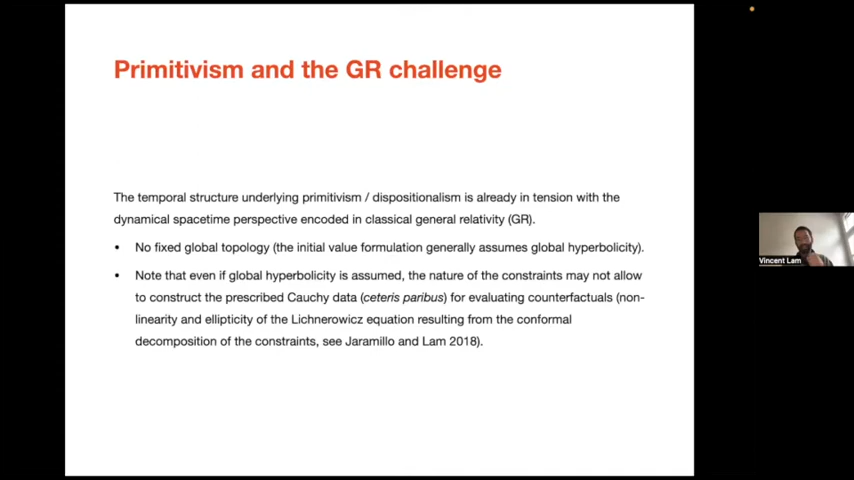 Primitivism and the GR challenge
The temporal structure underlying primitivism / dispositionalism is already in tension with the
dynamical spacetime perspective encoded in classical general relativity (GR).
• No fixed global topology (the initial value formulation generally assumes global hyperbolicity).
• Note that even if global hyperbolicity is assumed, the nature of the constraints may not allow
to construct the prescribed Cauchy data (ceteris paribus) for evaluating counterfactuals (non-
linearity and ellipticity of the Lichnerowicz equation resulting from the conformal
decomposition of the constraints, see Jaramillo and Lam 2018).
Vincent Lam